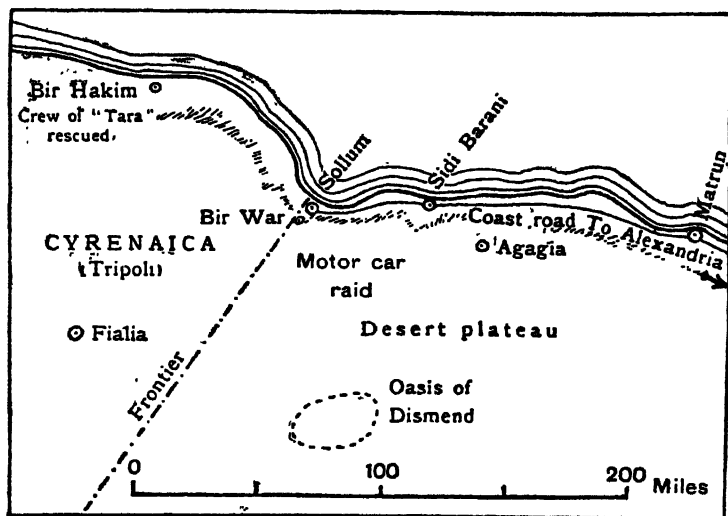 Bir Hakim
Crew of "Tara"
rescued.
Sollum
Sidi Barani
Matrun
Bir War
Coast road To Alexandria
CYRENAICA
(Tripoli)
Motor car
raid
Agagia
Fialia
Desert plateau
Frontier
Oasis of
Dismend
0
100
200 Miles